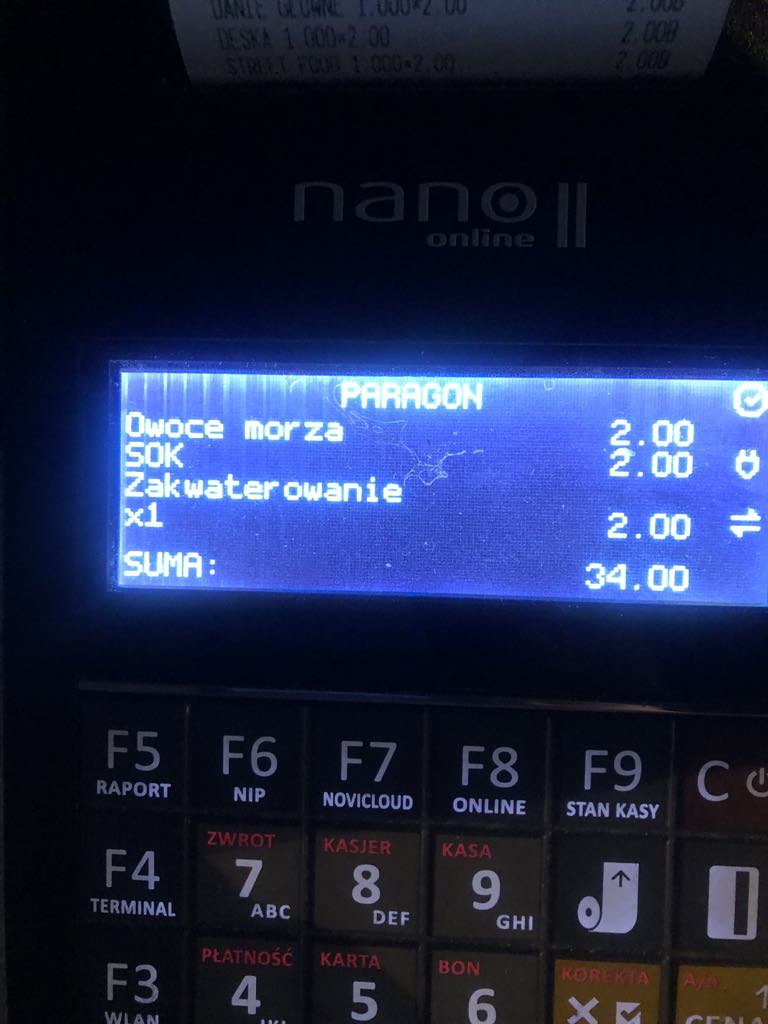 DANIE GŁÓWNE 1.000*2.00 2.00B
DESKA 1.000*2.00 2.00B
STREET FOOD 1.000*2.00 2.00B
nano II
online
PARAGON
Owoce morza 2.00
SOK 2.00
Zakwaterowanie
x1 2.00
SUMA: 34.00
F5 F6 F7 F8 F9 C
RAPORT NIP NOVICLOUD ONLINE STAN KASY
ZWROT KASJER KASA
F4 7 8 9
TERMINAL ABC DEF GHI
PŁATNOŚĆ KARTA BON KOREKTA
F3 4 5 6
WLAN